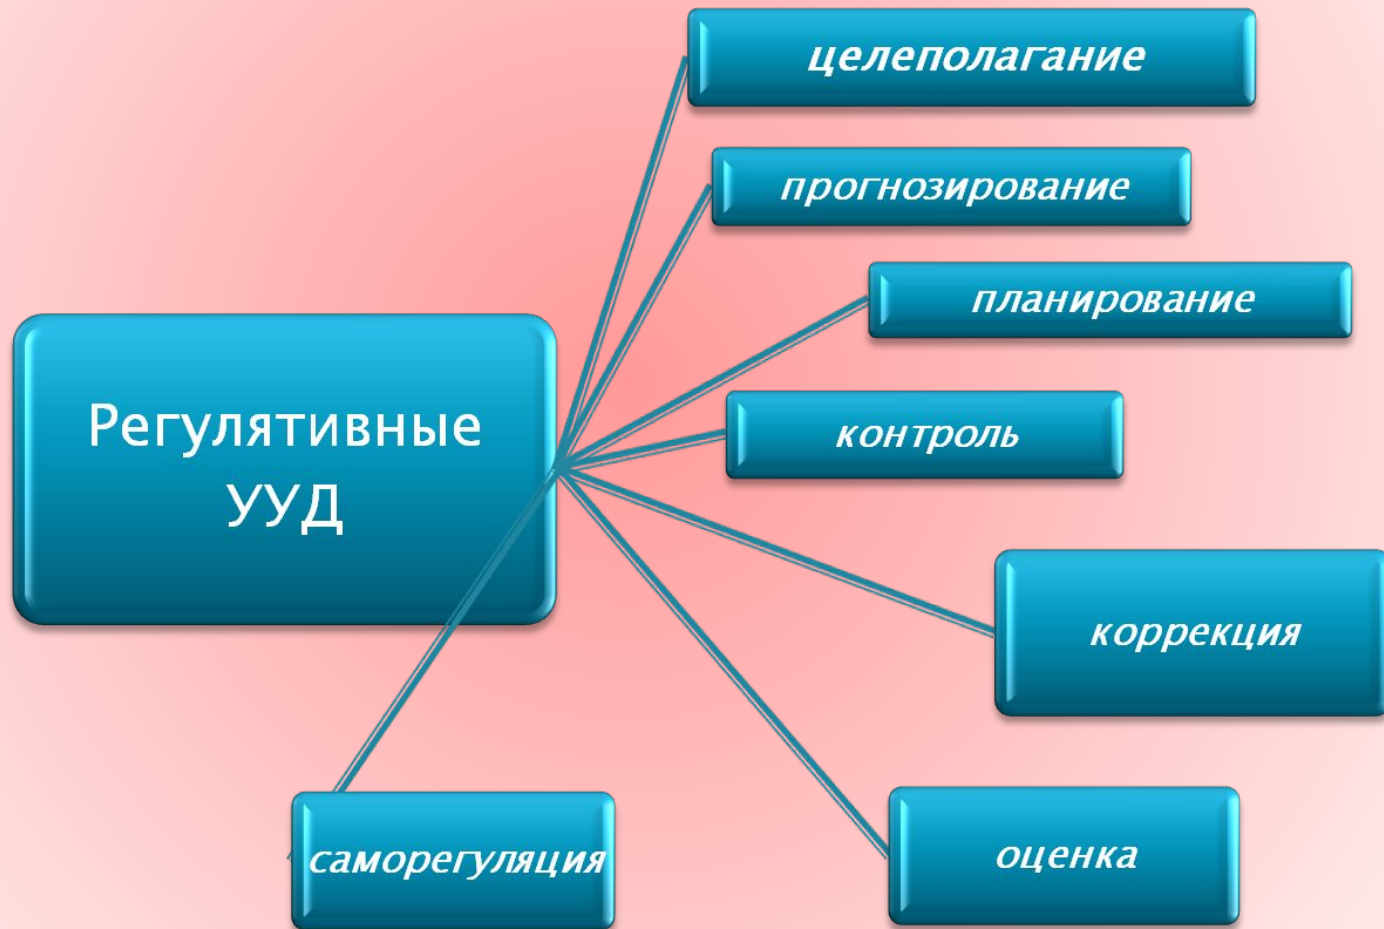 целеполагание
прогнозирование
планирование
контроль
Регулятивные
УУД
коррекция
саморегуляция
оценка